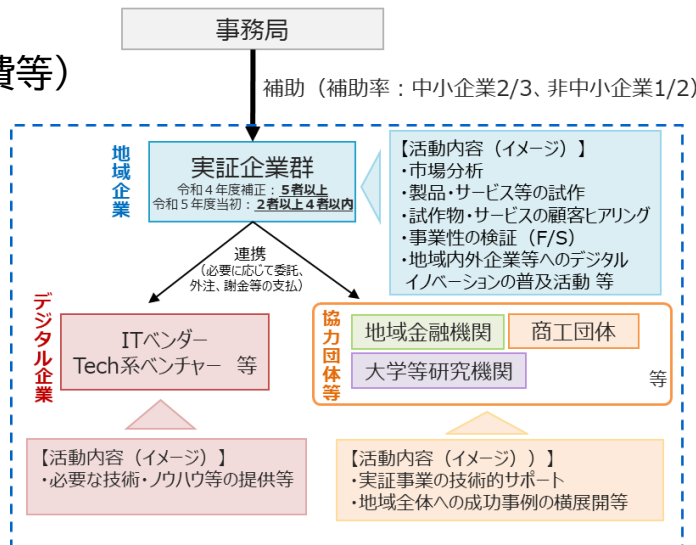 事務局
費等）
補助（補助率：中小企業2/3、非中小企業1/2）
地域企業
実証企業群
令和４年度補正：５者以上
令和５年度当初：２者以上４者以内
【活動内容（イメージ）】
・市場分析
・製品・サービス等の試作
・試作物・サービスの顧客ヒアリング
・事業性の検証（F/S）
・地域内外企業等へのデジタル
イノベーションの普及活動 等
連携
（必要に応じて委託、
外注、謝金等の支払）
デジタル企業
ITベンダー
Tech系ベンチャー 等
協力団体等
地域金融機関
商工団体
大学等研究機関
等
【活動内容（イメージ）】
・必要な技術・ノウハウ等の提供等
【活動内容（イメージ））】
・実証事業の技術的サポート
・地域全体への成功事例の横展開等